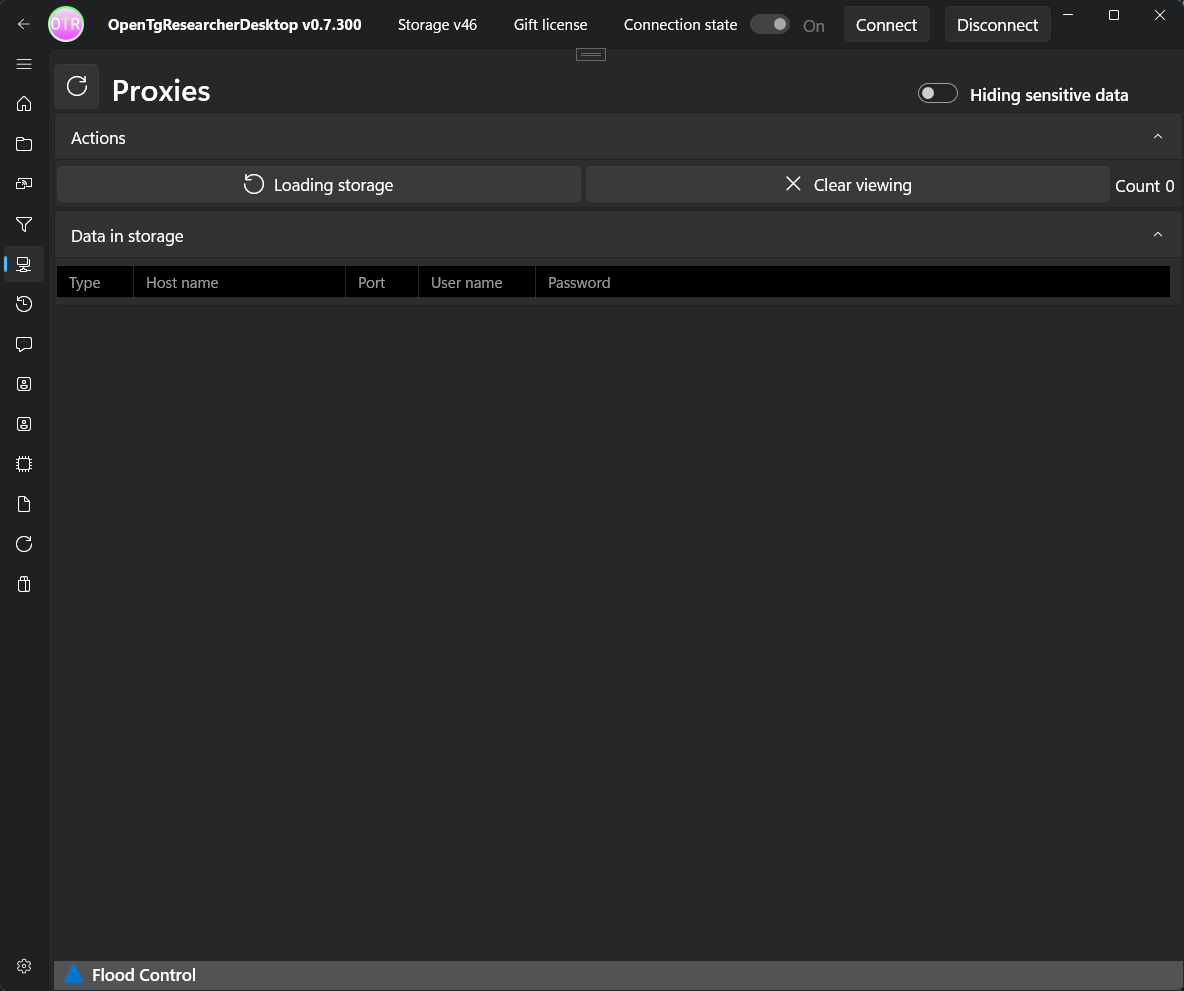 OTR OpenTgResearcherDesktop v0.7.300 Storage v46 Gift license Connection state On Connect Disconnect
Proxies
Hiding sensitive data
Actions
Loading storage Clear viewing Count 0
Data in storage
Type Host name Port User name Password
Flood Control